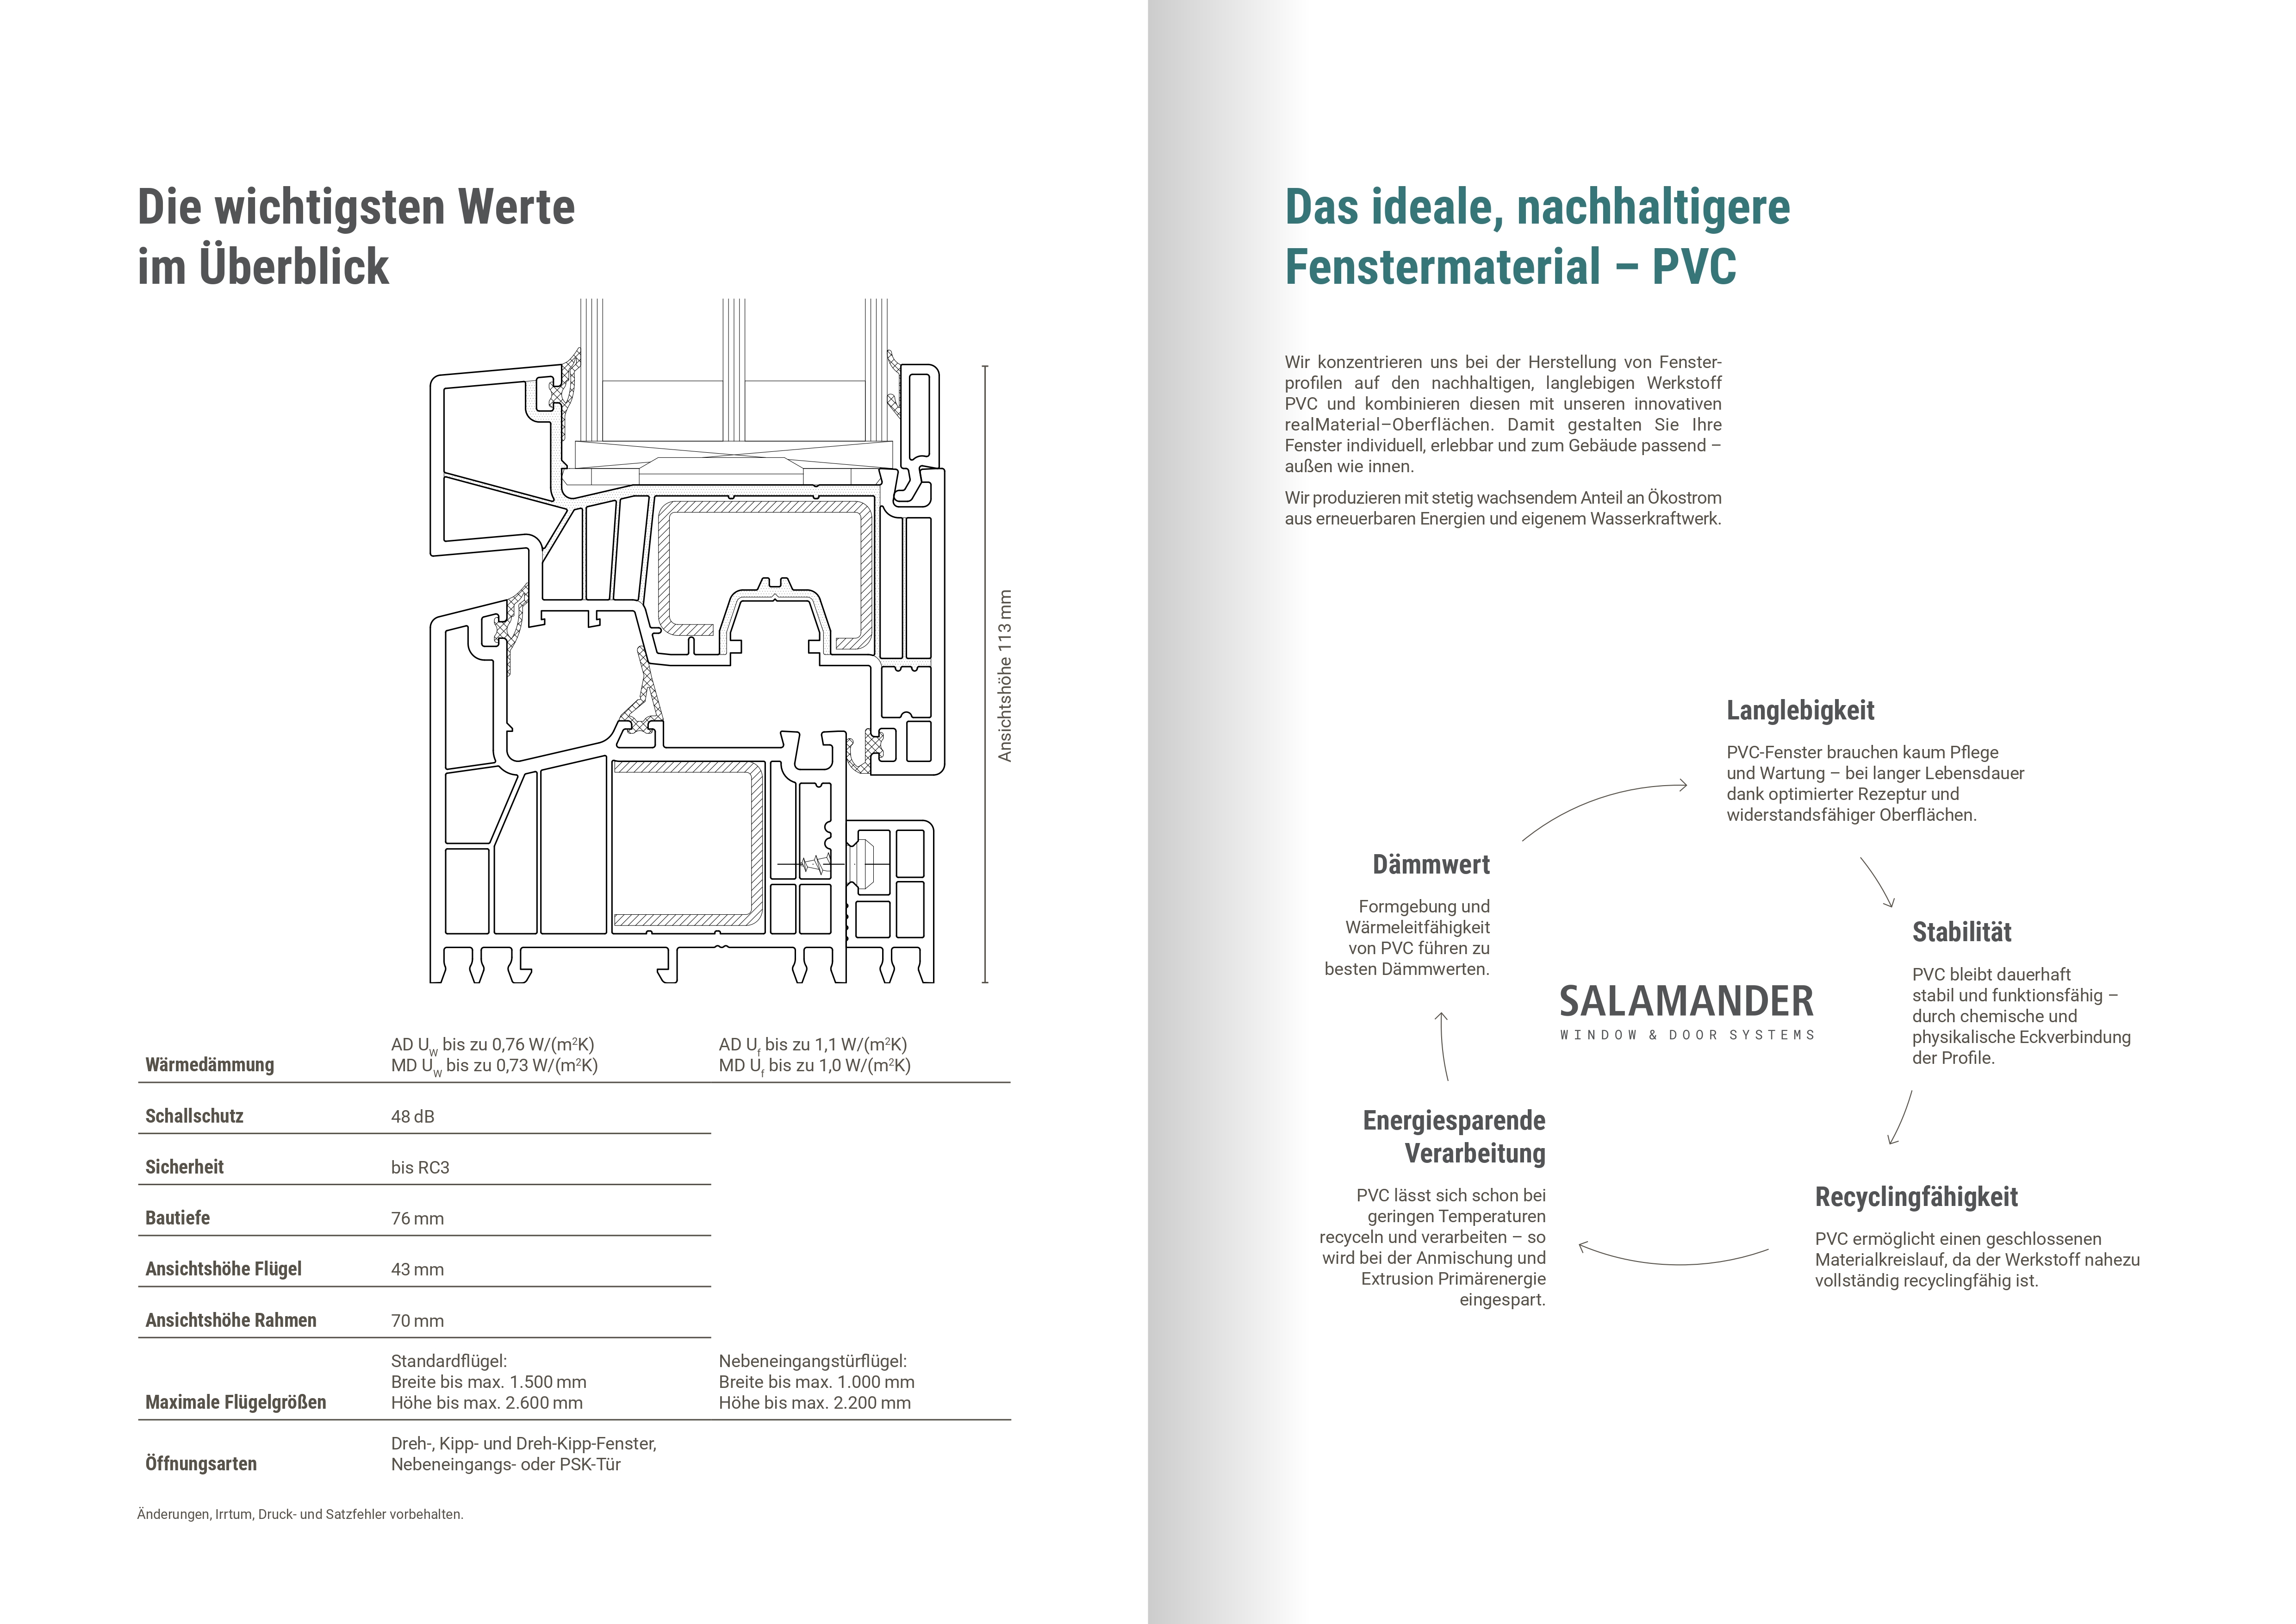 Die wichtigsten Werte
im Überblick
Ansichtshöhe 113 mm
Wärmedämmung
AD Uw bis zu 0,76 W/(m²K)
MD Uw bis zu 0,73 W/(m²K)
AD Uf bis zu 1,1 W/(m²K)
MD Uf bis zu 1,0 W/(m²K)
Schallschutz
48 dB
Sicherheit
bis RC3
Bautiefe
76 mm
Ansichtshöhe Flügel
43 mm
Ansichtshöhe Rahmen
70 mm
Maximale Flügelgrößen
Standardflügel:
Breite bis max. 1.500 mm
Höhe bis max. 2.600 mm
Nebeneingangstürflügel:
Breite bis max. 1.000 mm
Höhe bis max. 2.200 mm
Öffnungsarten
Dreh-, Kipp- und Dreh-Kipp-Fenster,
Nebeneingangs- oder PSK-Tür
Änderungen, Irrtum, Druck- und Satzfehler vorbehalten.
Das ideale, nachhaltigere
Fenstermaterial – PVC
Wir konzentrieren uns bei der Herstellung von Fenster-
profilen auf den nachhaltigen, langlebigen Werkstoff
PVC und kombinieren diesen mit unseren innovativen
realMaterial–Oberflächen. Damit gestalten Sie Ihre
Fenster individuell, erlebbar und zum Gebäude passend –
außen wie innen.
Wir produzieren mit stetig wachsendem Anteil an Ökostrom
aus erneuerbaren Energien und eigenem Wasserkraftwerk.
Langlebigkeit
PVC-Fenster brauchen kaum Pflege
und Wartung – bei langer Lebensdauer
dank optimierter Rezeptur und
widerstandsfähiger Oberflächen.
Dämmwert
Formgebung und
Wärmeleitfähigkeit
von PVC führen zu
besten Dämmwerten.
Stabilität
PVC bleibt dauerhaft
stabil und funktionsfähig –
durch chemische und
physikalische Eckverbindung
der Profile.
SALAMANDER
WINDOW & DOOR SYSTEMS
Energiesparende
Verarbeitung
PVC lässt sich schon bei
geringen Temperaturen
recyceln und verarbeiten – so
wird bei der Anmischung und
Extrusion Primärenergie
eingespart.
Recyclingfähigkeit
PVC ermöglicht einen geschlossenen
Materialkreislauf, da der Werkstoff nahezu
vollständig recyclingfähig ist.